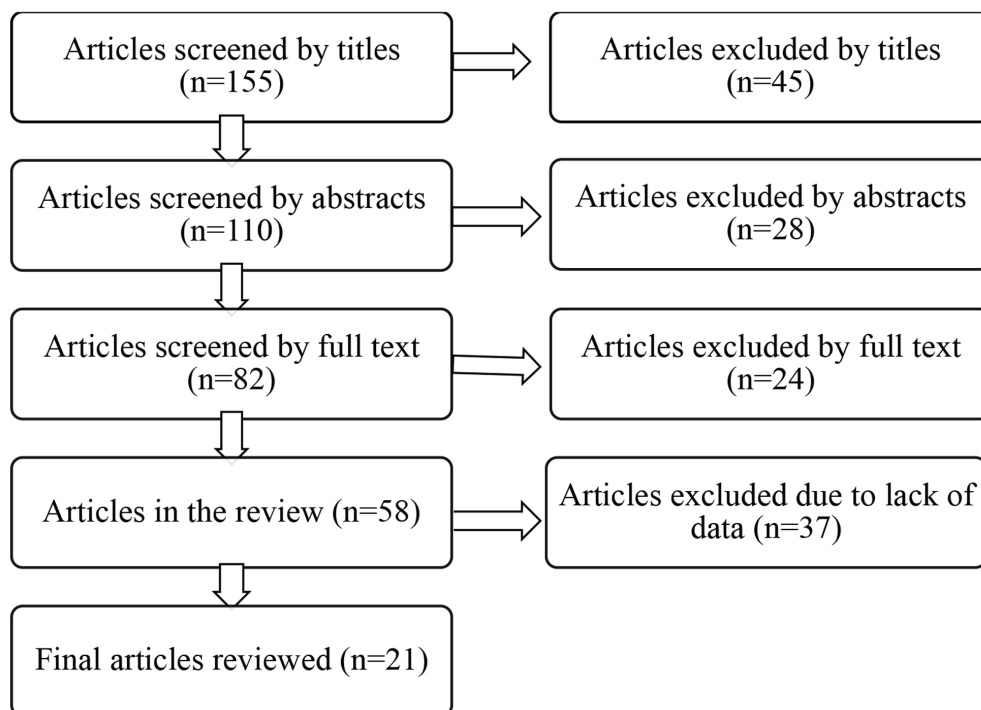 Articles screened by titles
(n=155)
Articles excluded by titles
(n=45)
Articles screened by abstracts
(n=110)
Articles excluded by abstracts
(n=28)
Articles screened by full text
(n=82)
Articles excluded by full text
(n=24)
Articles in the review (n=58)
Articles excluded due to lack of
data (n=37)
Final articles reviewed (n=21)